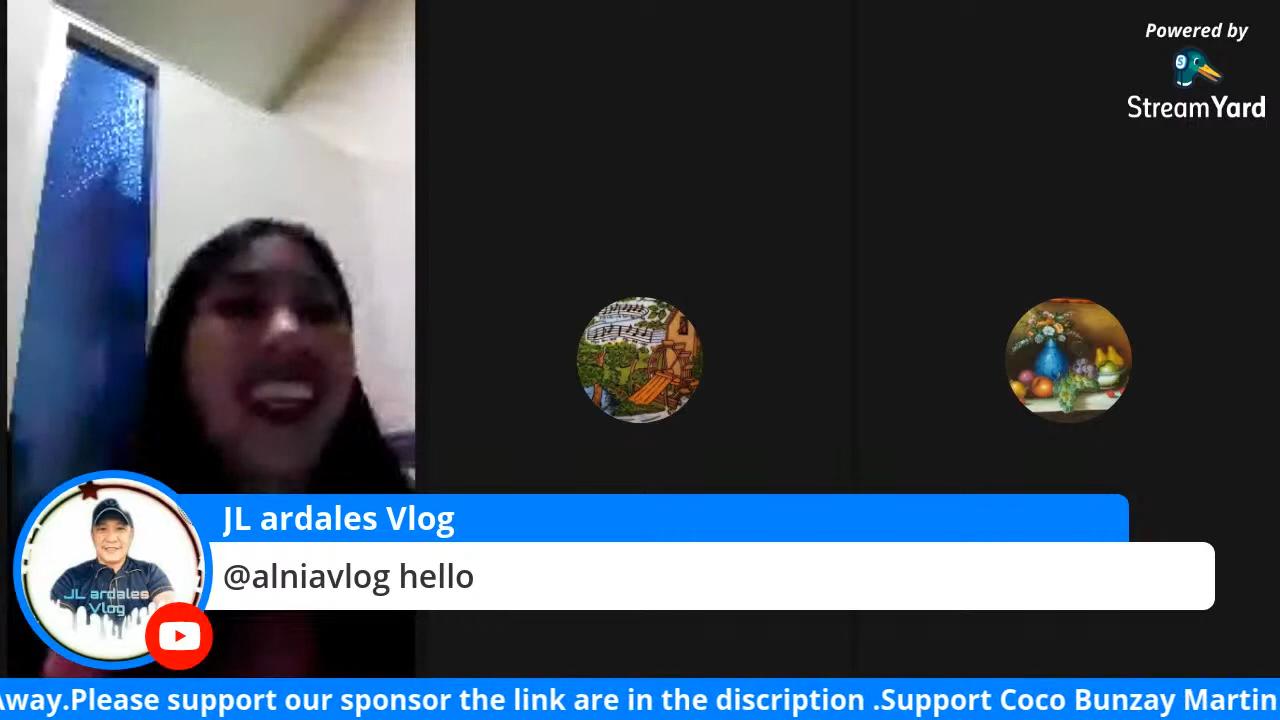 Powered by
StreamYard
JL ardales Vlog
@alniavlog hello
JL ardales
Vlog
Away.Please support our sponsor the link are in the discription .Support Coco Bunzay Martin